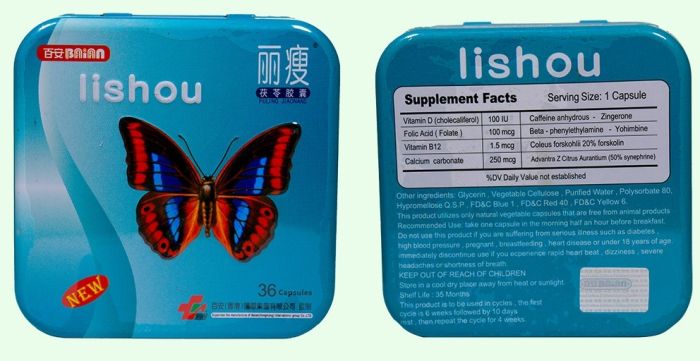 百安 BAIAN
lishou
丽瘦®
茯苓胶囊
FULING JIAONANG
NEW
36 Capsules
lishou
Supplement Facts Serving Size: 1 Capsule
Vitamin D (cholecaliferol) 100 IU Caffeine anhydrous - Zingerone
Folic Acid ( Folate ) 100 mcg Beta - phenylethylamine - Yohimbine
Vitamin B12 1.5 mcg Coleus forskohlii 20% forskolin
Calcium carbonate 250 mcg Advantra Z Citrus Aurantium (50% synephrine)
%DV Daily Value not established
Other ingredients: Glycerin , Vegetable Cellulose , Purified Water , Polysorbate 80,
Hypromellose Q.S.P , FD&C Blue 1 , FD&C Red 40 , FD&C Yellow 6.
This product utilizes only natural vegetable capsules that are free from animal products
Recommended Use: take one capsule in the morning half an hour before breakfast.
Do not use this product if you are suffering from serious illness such as diabetes ,
high blood pressure , pregnant , breastfeeding , heart disease or under 18 years of age
immediately discontinue use if you ecperience rapid heart beat , dizziness , severe
headaches or shortness of breath.
KEEP OUT OF REACH OF CHILDREN
Store in a cool dry place away from heat or sunlight
Shelf Life : 35 Months
This product is to be used in cycles , the first
cycle is 6 weeks followed by 10 days
rest , then repeat the cycle for 4 weeks.
BAIAN